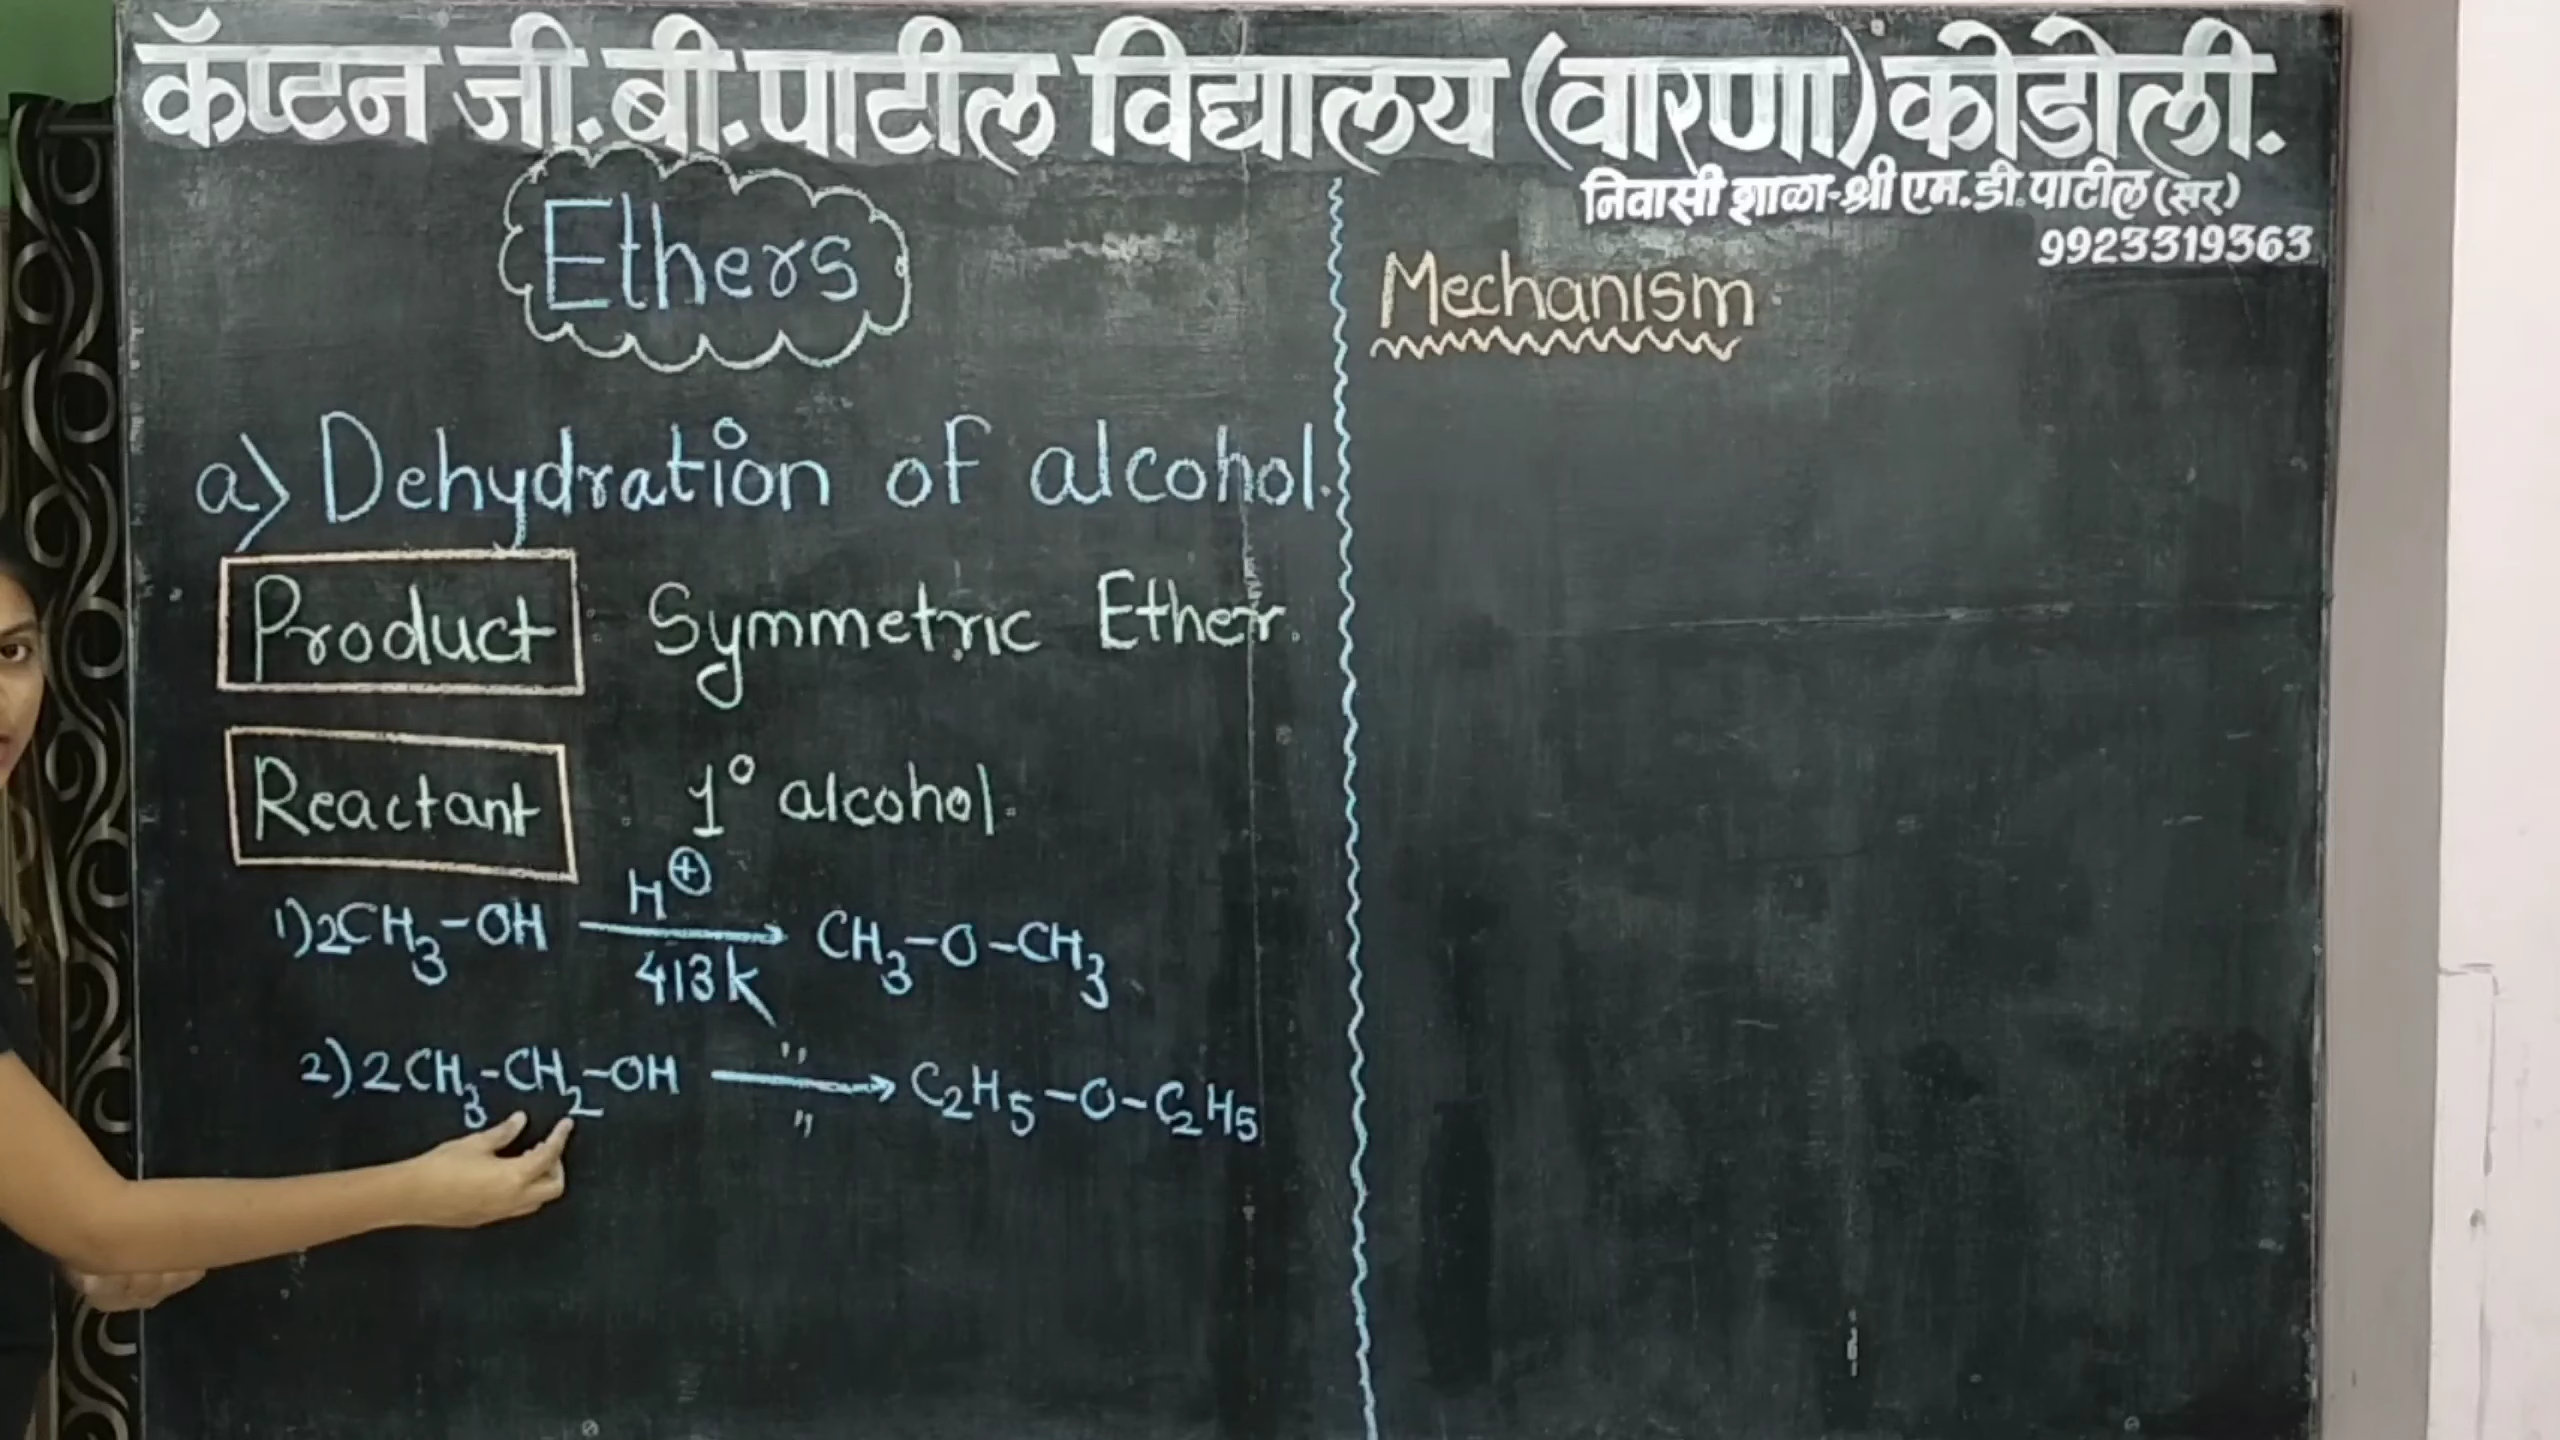 कॅप्टन जी.बी.पाटील विद्यालय (वारणा) कोडोली.
निवासी शाळा-श्री एम.डी.पाटील (सर)
9923319363
Ethers
a) Dehydration of alcohol.
Product Symmetric Ether.
Reactant 1° alcohol.
1) 2CH₃-OH H⊕ → 413k CH₃-O-CH₃
2) 2CH₃-CH₂-OH " → " C₂H₅-O-C₂H₅
Mechanism